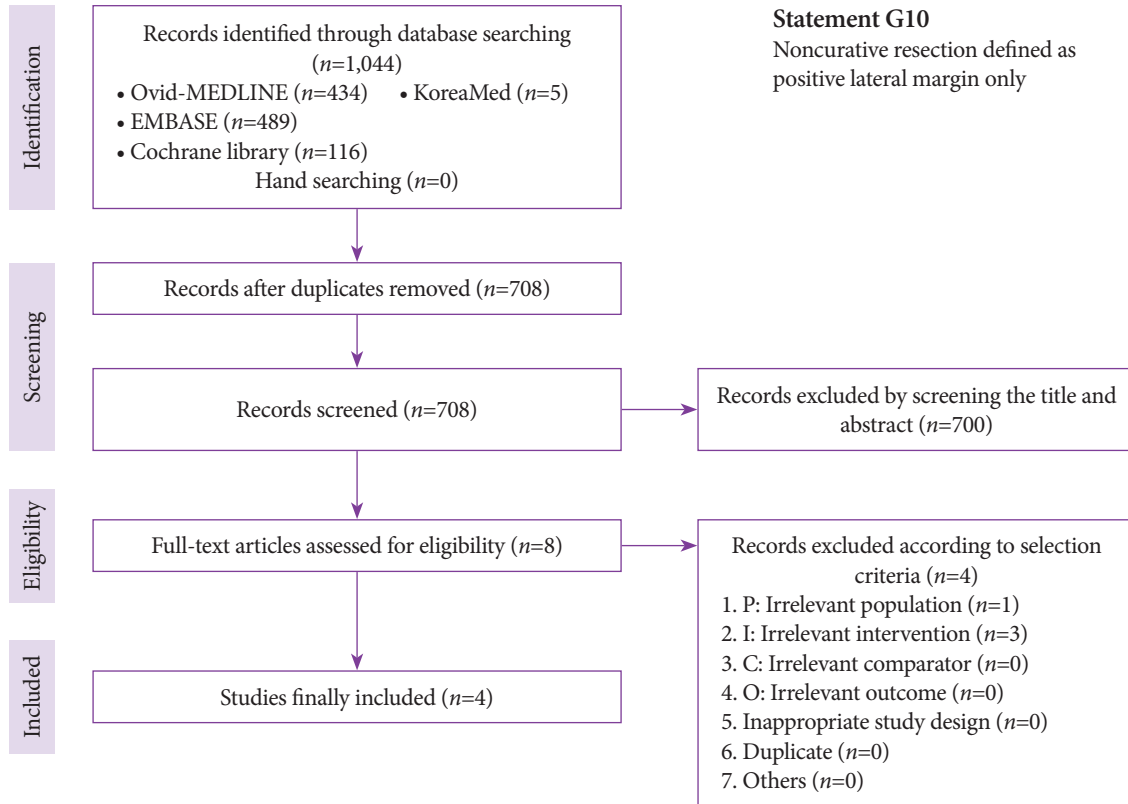 Statement G10
Noncurative resection defined as
positive lateral margin only
Identification
Records identified through database searching
(n=1,044)
• Ovid-MEDLINE (n=434) • KoreaMed (n=5)
• EMBASE (n=489)
• Cochrane library (n=116)
Hand searching (n=0)
Screening
Records after duplicates removed (n=708)
Records screened (n=708)
Records excluded by screening the title and
abstract (n=700)
Eligibility
Full-text articles assessed for eligibility (n=8)
Records excluded according to selection
criteria (n=4)
1. P: Irrelevant population (n=1)
2. I: Irrelevant intervention (n=3)
3. C: Irrelevant comparator (n=0)
4. O: Irrelevant outcome (n=0)
5. Inappropriate study design (n=0)
6. Duplicate (n=0)
7. Others (n=0)
Included
Studies finally included (n=4)